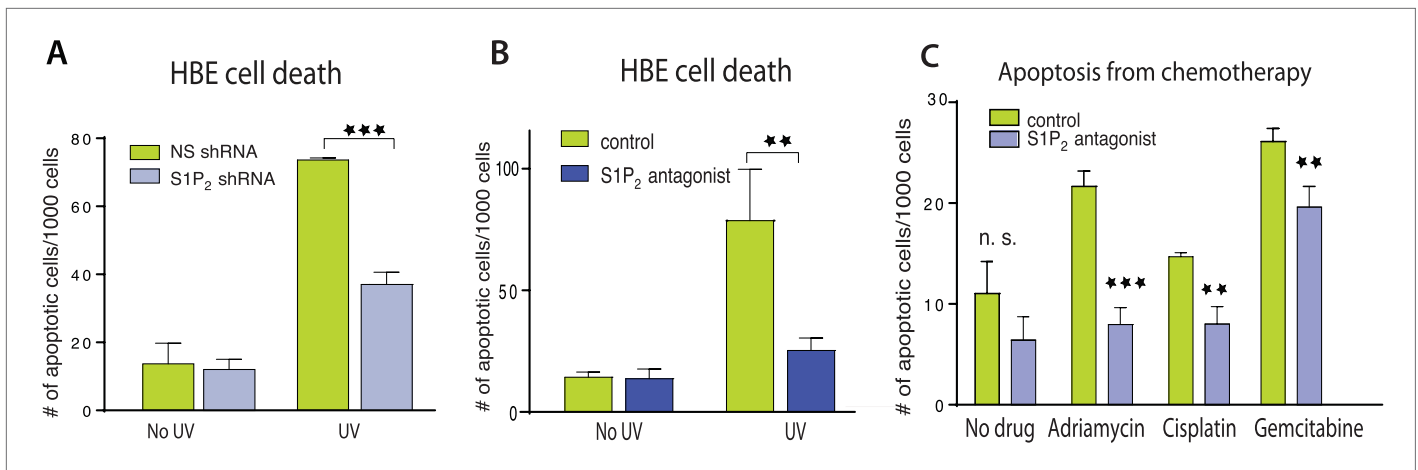 A
HBE cell death
# of apoptotic cells/1000 cells
80
60
40
20
0
NS shRNA
S1P2 shRNA
★★★
No UV
UV
B
HBE cell death
# of apoptotic cells/1000 cells
100
50
0
control
S1P2 antagonist
★★
No UV
UV
C
Apoptosis from chemotherapy
# of apoptotic cells/1000 cells
30
20
10
0
control
S1P2 antagonist
n. s.
★★★
★★
★★
No drug
Adriamycin
Cisplatin
Gemcitabine